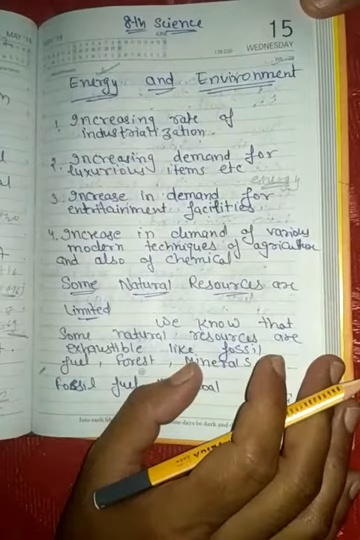 8th Science
MAY '19
15
WEDNESDAY
Energy and Environment
1. Increasing rate of
industrialization
2. Increasing demand for
luxurious items etc
energy
3. Increase in demand for
entertainment facilities
4. Increase in demand of various
modern techniques of agriculture
and also of chemical
Some Natural Resources are
Limited
We know that
Some natural resources are
exhaustible like fossil
fuel, Forest, Minerals
Fossil fuel